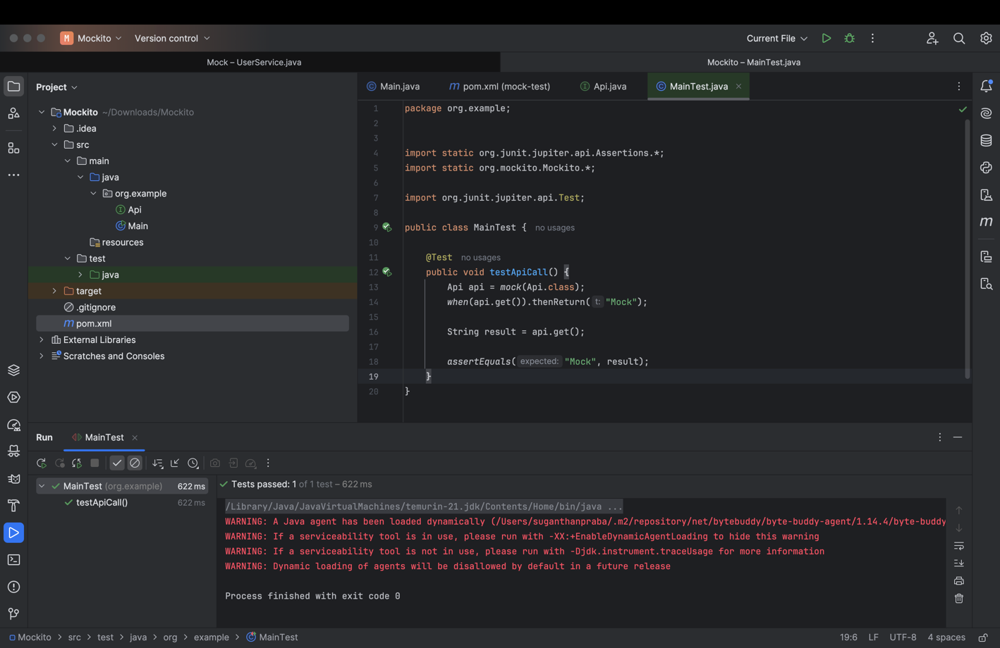 M Mockito Version control Current File
Mock – UserService.java Mockito – MainTest.java
Project
Mockito ~/Downloads/Mockito
.idea
src
main
java
org.example
Api
Main
resources
test
java
target
.gitignore
pom.xml
External Libraries
Scratches and Consoles
Main.java pom.xml (mock-test) Api.java MainTest.java
1 package org.example;
2
3
4 import static org.junit.jupiter.api.Assertions.*;
5 import static org.mockito.Mockito.*;
6
7 import org.junit.jupiter.api.Test;
8
9 public class MainTest { no usages
10
11 @Test no usages
12 public void testApiCall() {
13 Api api = mock(Api.class);
14 when(api.get()).thenReturn( t: "Mock");
15
16 String result = api.get();
17
18 assertEquals( expected: "Mock", result);
19 }
20 }
Run MainTest
MainTest (org.example) 622 ms
testApiCall() 622 ms
Tests passed: 1 of 1 test – 622 ms
/Library/Java/JavaVirtualMachines/temurin-21.jdk/Contents/Home/bin/java ...
WARNING: A Java agent has been loaded dynamically (/Users/suganthanpraba/.m2/repository/net/bytebuddy/byte-buddy-agent/1.14.4/byte-buddy
WARNING: If a serviceability tool is in use, please run with -XX:+EnableDynamicAgentLoading to hide this warning
WARNING: If a serviceability tool is not in use, please run with -Djdk.instrument.traceUsage for more information
WARNING: Dynamic loading of agents will be disallowed by default in a future release
Process finished with exit code 0
Mockito > src > test > java > org > example > MainTest 19:6 LF UTF-8 4 spaces